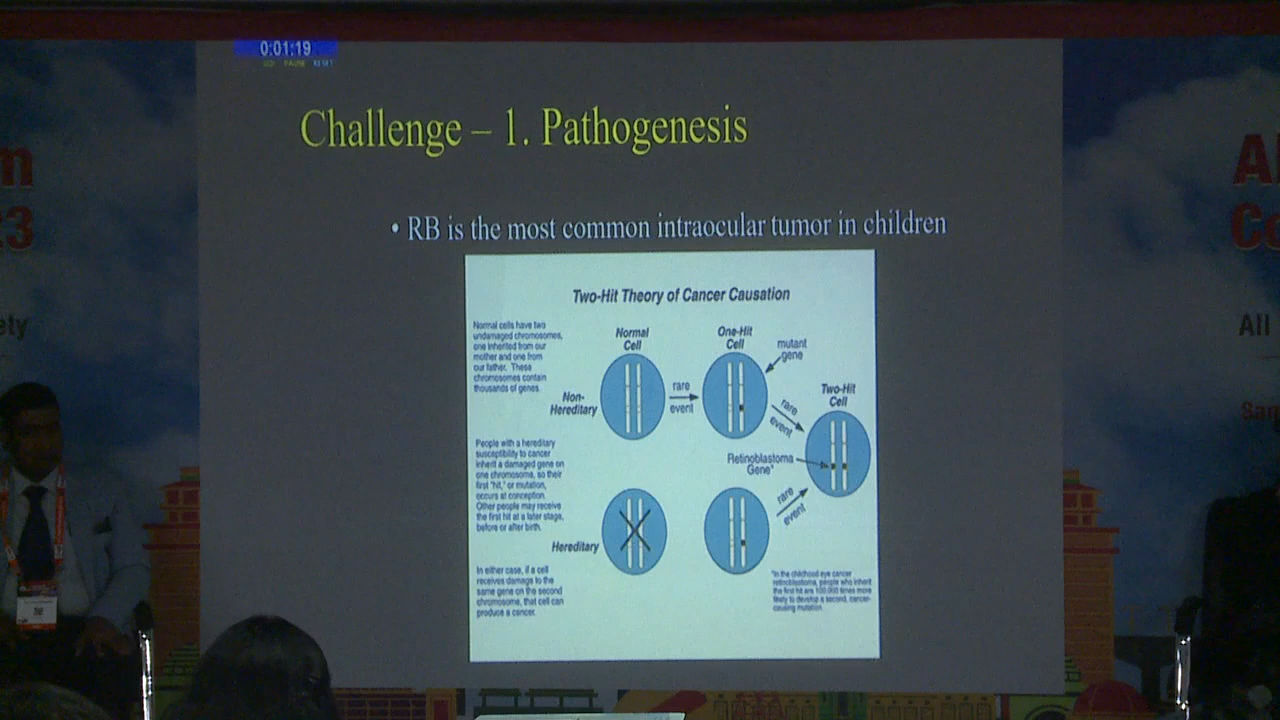 0:01:19
GO PAUSE RESET
Challenge – 1. Pathogenesis
• RB is the most common intraocular tumor in children
Two-Hit Theory of Cancer Causation
Normal cells have two
undamaged chromosomes,
one inherited from our
mother and one from
our father. These
chromosomes contain
thousands of genes.
Normal
Cell
One-Hit
Cell
mutant
gene
Two-Hit
Cell
Non-
Hereditary
rare
event
rare
event
People with a hereditary
susceptibility to cancer
inherit a damaged gene on
one chromosome, so their
first "hit," or mutation,
occurs at conception.
Other people may receive
the first hit at a later stage,
before or after birth.
Retinoblastoma
Gene*
rare
event
Hereditary
In either case, if a cell
receives damage to the
same gene on the second
chromosome, that cell can
produce a cancer.
*In the childhood eye cancer
retinoblastoma, people who inherit
the first hit are 100,000 times more
likely to develop a second, cancer-
causing mutation.
m
23
ety
Al
Co
All
San